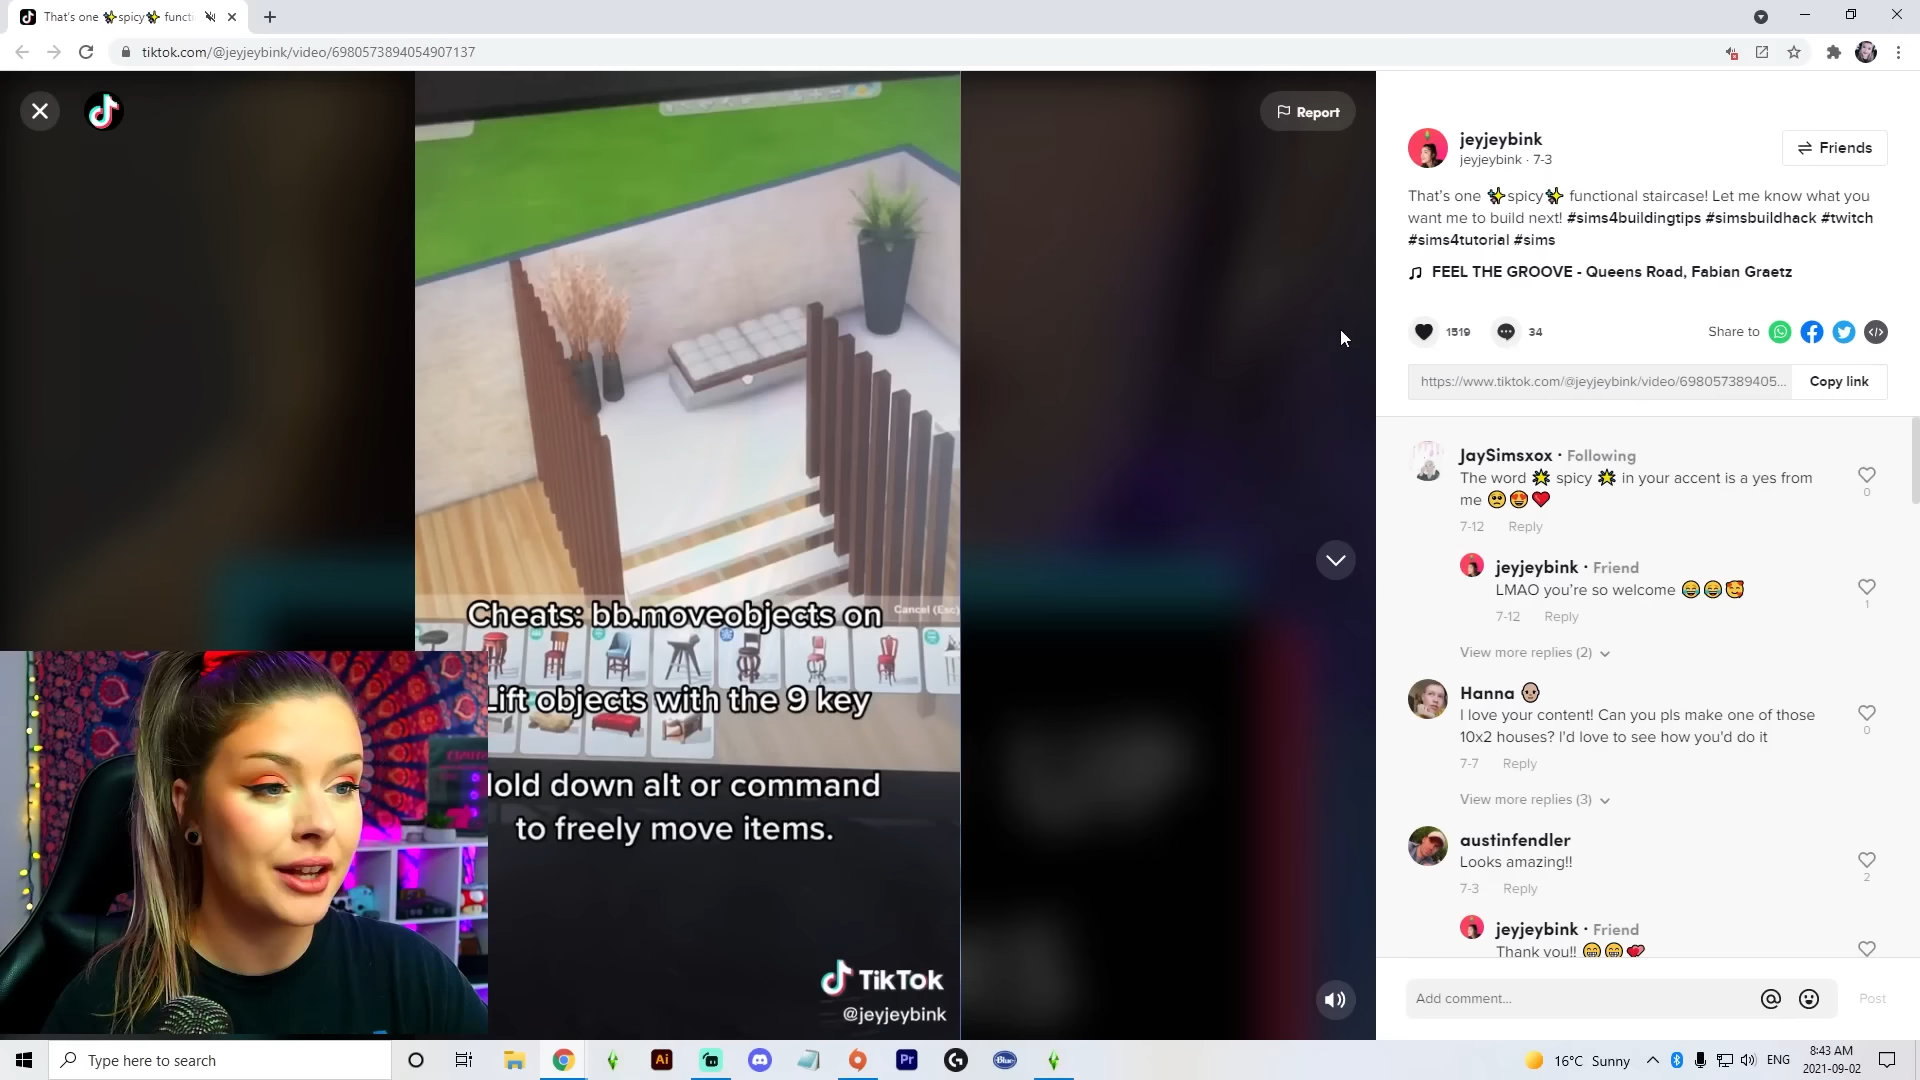 That's one ✨spicy✨ functi
tiktok.com/@jeyjeybink/video/6980573894054907137
Report
Cancel (Esc)
Cheats: bb.moveobjects on
Lift objects with the 9 key
Hold down alt or command
to freely move items.
TikTok
@jeyjeybink
jeyjeybink
jeyjeybink · 7-3
Friends
That's one ✨spicy✨ functional staircase! Let me know what you
want me to build next! #sims4buildingtips #simsbuildhack #twitch
#sims4tutorial #sims
FEEL THE GROOVE - Queens Road, Fabian Graetz
1519
34
Share to
https://www.tiktok.com/@jeyjeybink/video/698057389405...
Copy link
JaySimsxox · Following
The word 🌟 spicy 🌟 in your accent is a yes from
me 🥺😍❤️
0
7-12 Reply
jeyjeybink · Friend
LMAO you're so welcome 😂😂🥰
1
7-12 Reply
View more replies (2)
Hanna 👩🏼‍🦲
I love your content! Can you pls make one of those
10x2 houses? I'd love to see how you'd do it
0
7-7 Reply
View more replies (3)
austinfendler
Looks amazing!!
2
7-3 Reply
jeyjeybink · Friend
Thank you!! 😁😁💕
Add comment...
Post
Type here to search
Ai
Pr
Blue
16°C Sunny
ENG
8:43 AM
2021-09-02